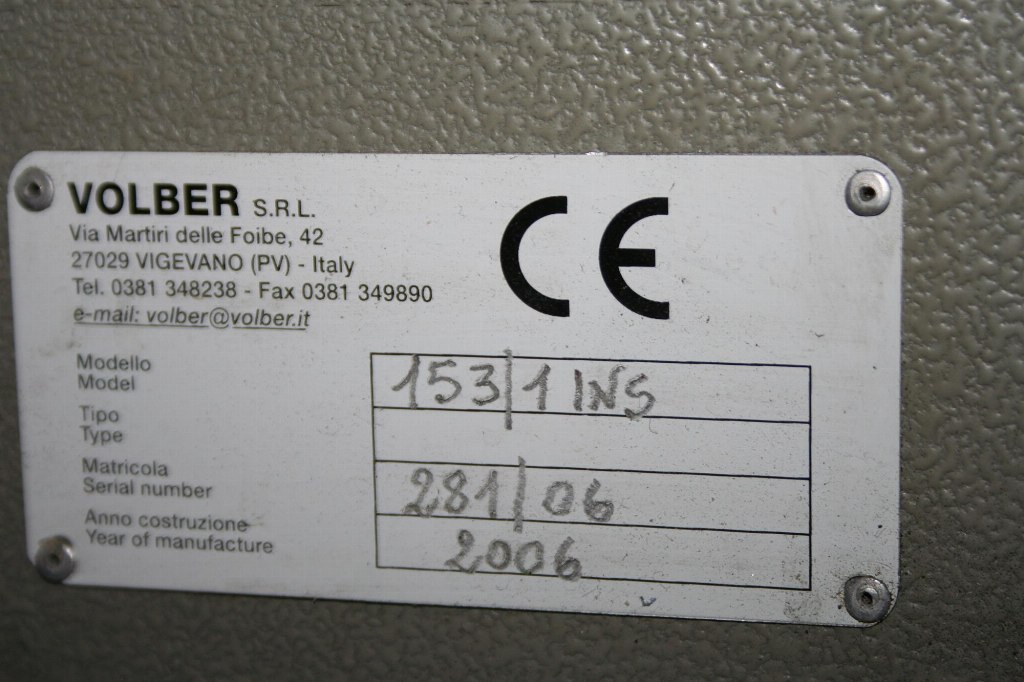 VOLBER S.R.L.
Via Martiri delle Foibe, 42
27029 VIGEVANO (PV) - Italy
Tel. 0381 348238 - Fax 0381 349890
e-mail: volber@volber.it
CE
Modello
Model
153/1 INS
Tipo
Type
Matricola
Serial number
281/06
Anno costruzione
Year of manufacture
2006